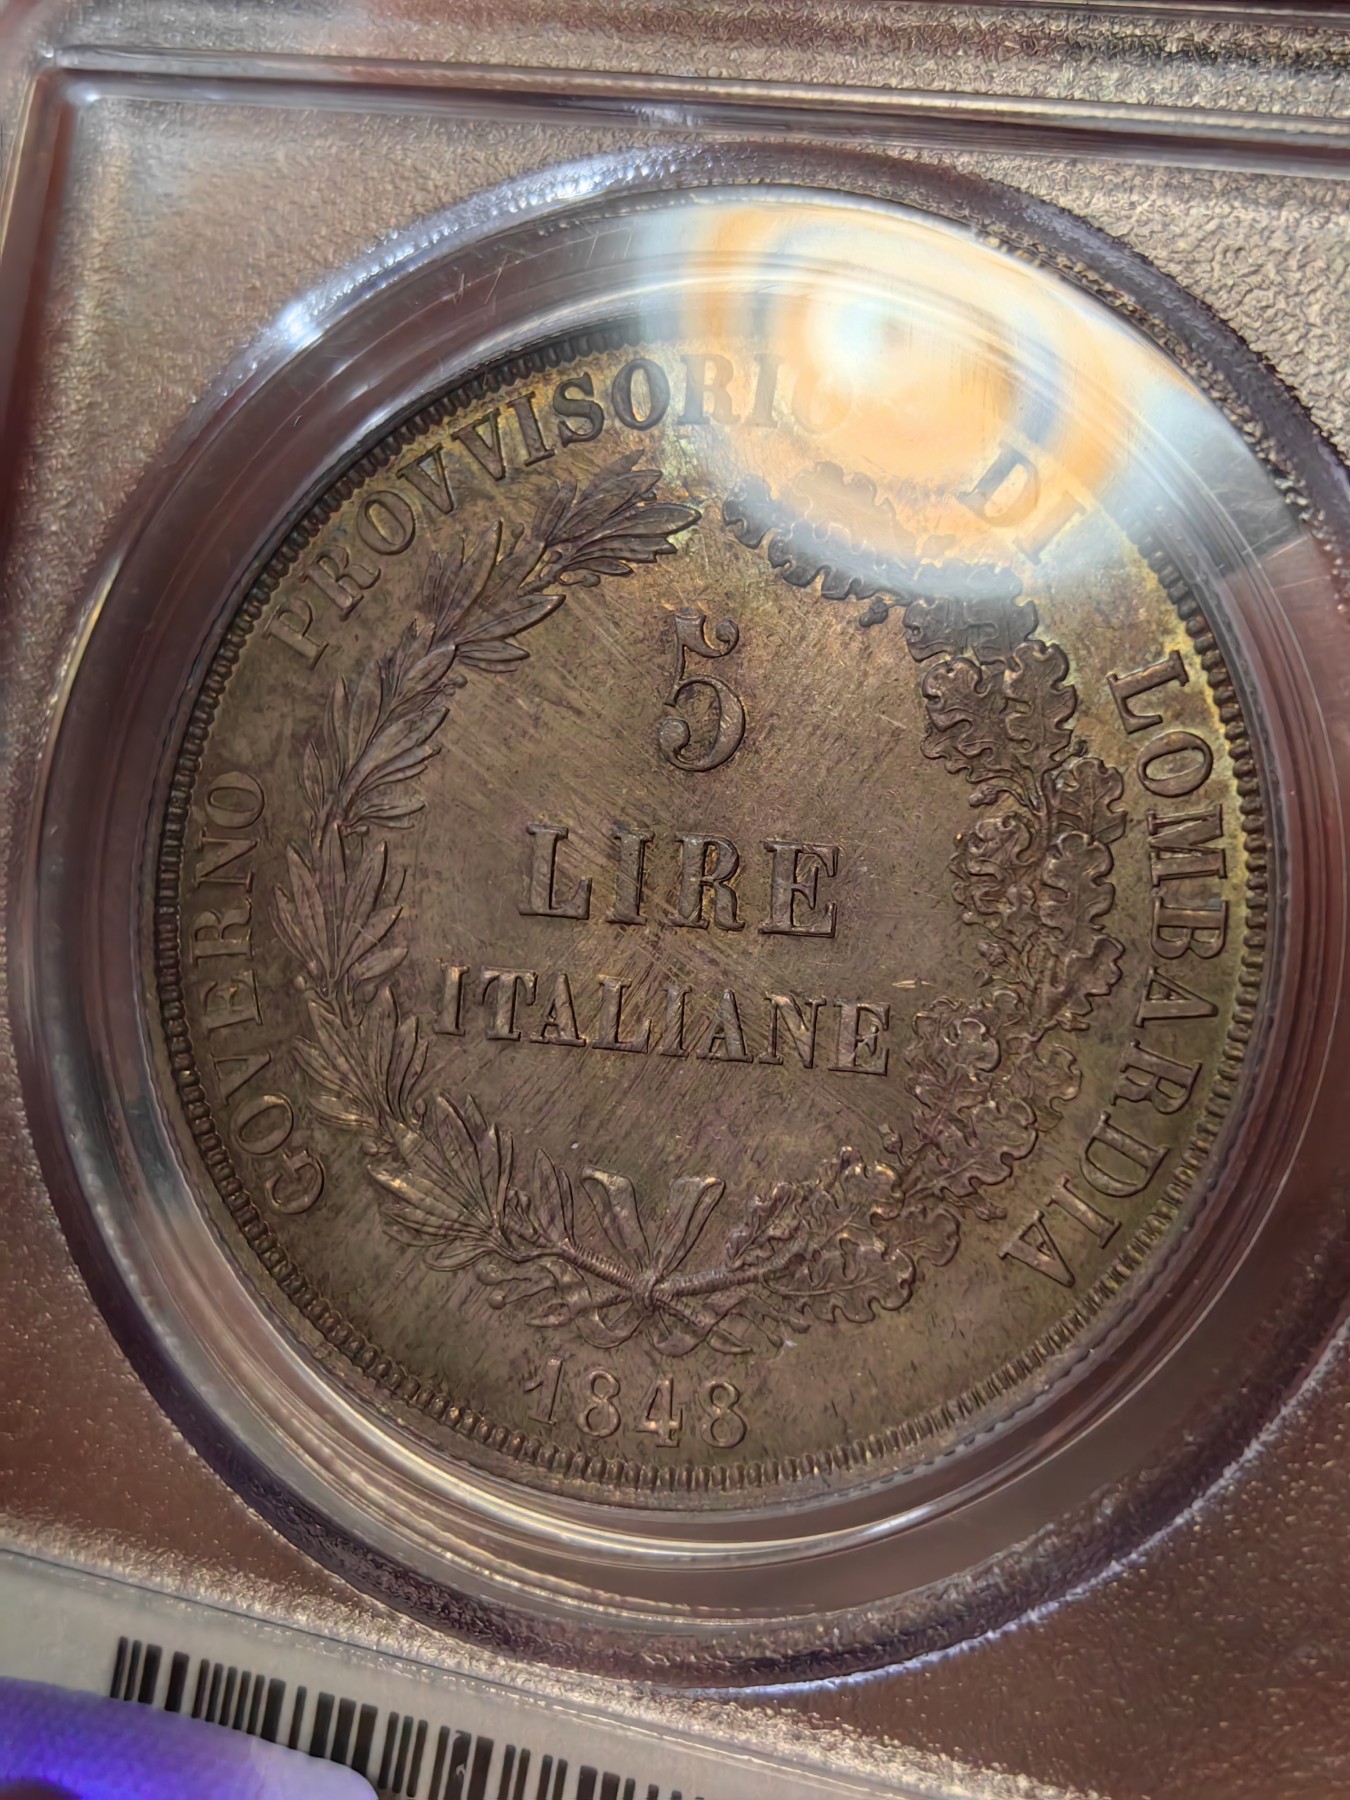 GOVERNO PROVVISORIO DI LOMBARDIA
5
LIRE
ITALIANE
1848